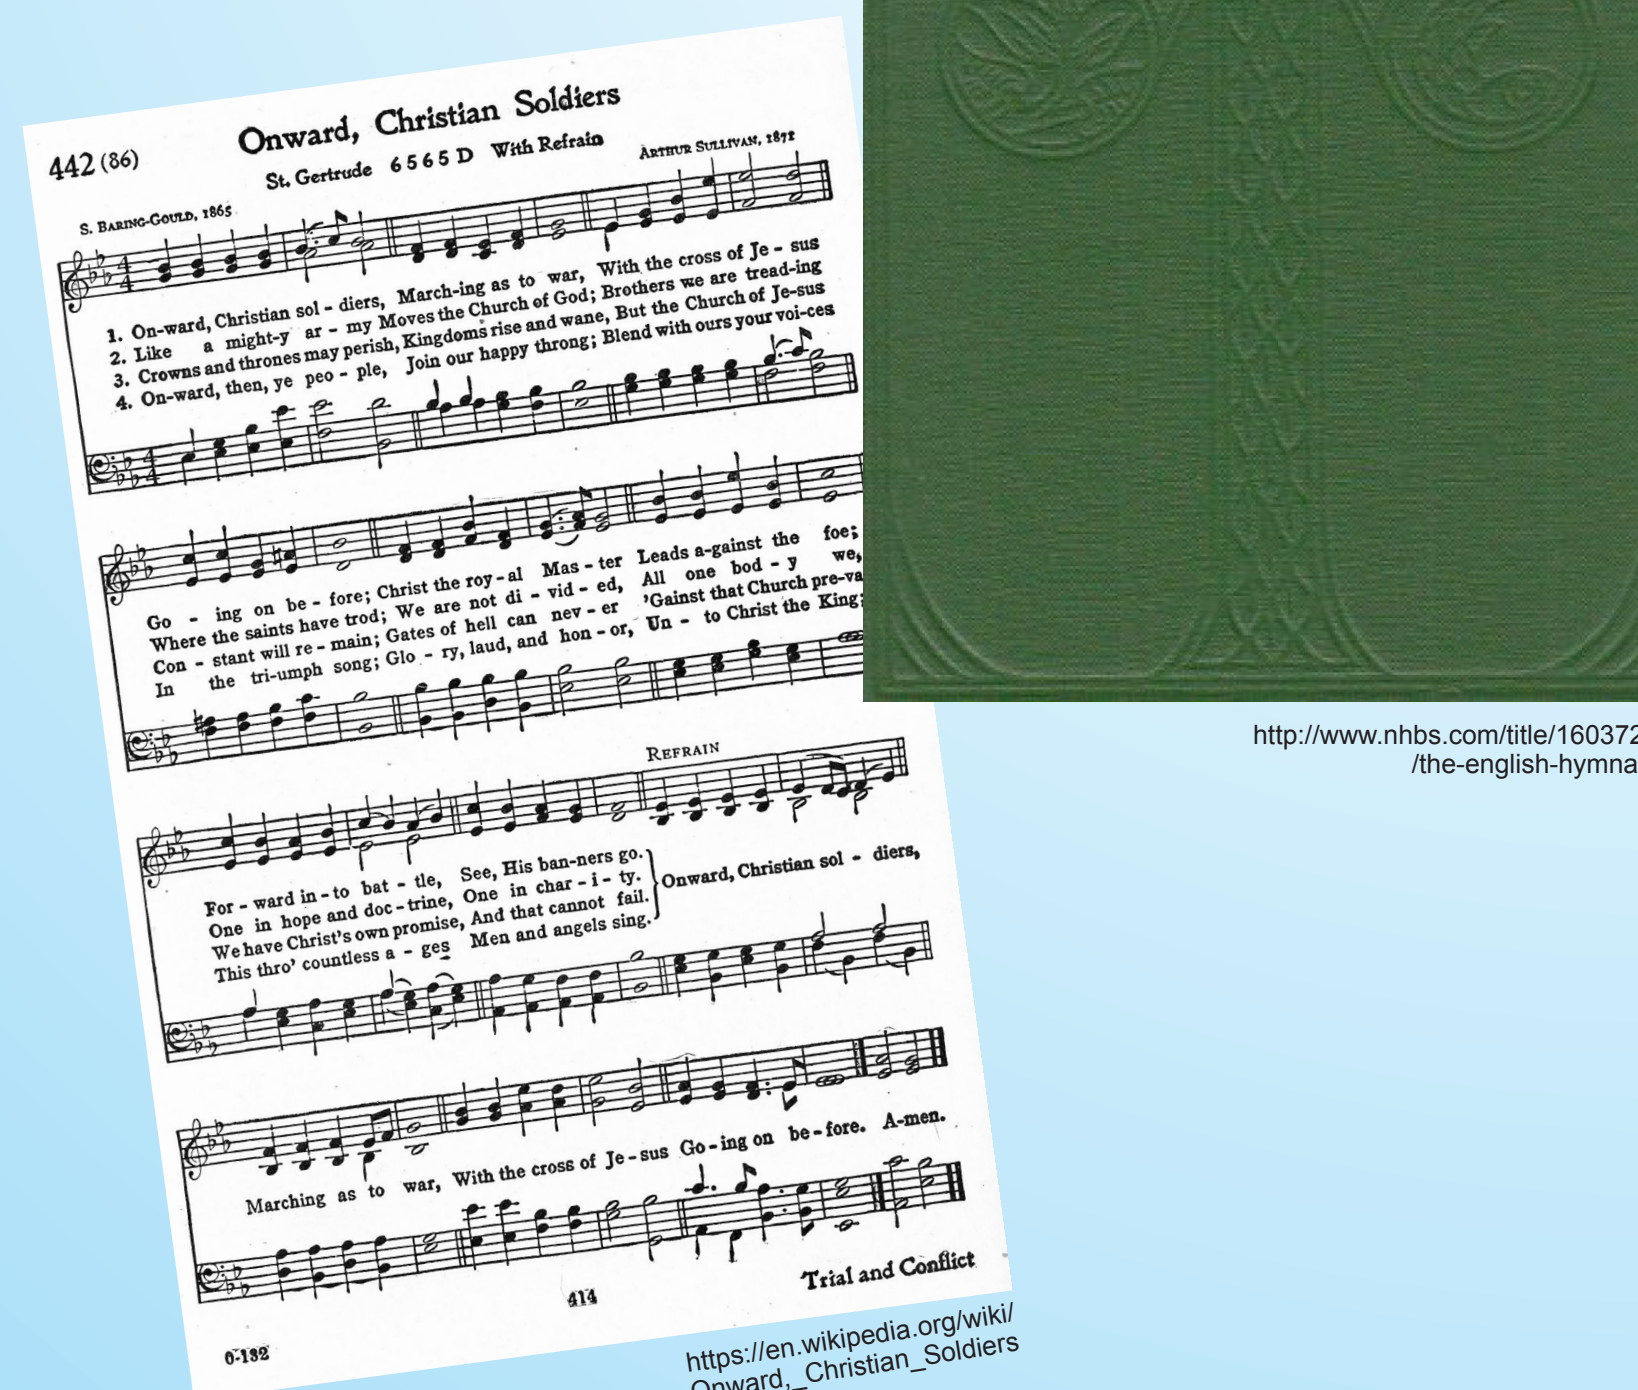 Onward, Christian Soldiers
442 (86)
St. Gertrude 6 5 6 5 D With Refrain
S. BARING-GOULD, 1865
ARTHUR SULLIVAN, 1871
1. On-ward, Christian sol - diers, March-ing as to war, With the cross of Je - sus
2. Like a might-y ar - my Moves the Church of God; Brothers we are tread-ing
3. Crowns and thrones may perish, Kingdoms rise and wane, But the Church of Je-sus
4. On-ward, then, ye peo - ple, Join our happy throng; Blend with ours your voi-ces
Go - ing on be - fore; Christ the roy - al Mas - ter Leads a-gainst the foe;
Where the saints have trod; We are not di - vid - ed, All one bod - y we,
Con - stant will re - main; Gates of hell can nev - er 'Gainst that Church pre-va
In the tri-umph song; Glo - ry, laud, and hon - or, Un - to Christ the King;
REFRAIN
For - ward in - to bat - tle, See, His ban-ners go.
One in hope and doc - trine, One in char - i - ty.
We have Christ's own promise, And that cannot fail.
This thro' countless a - ges Men and angels sing.
Onward, Christian sol - diers,
Marching as to war, With the cross of Je - sus Go - ing on be - fore. A-men.
Trial and Conflict
414
0-132
https://en.wikipedia.org/wiki/
Onward,_Christian_Soldiers
http://www.nhbs.com/title/160372
/the-english-hymna